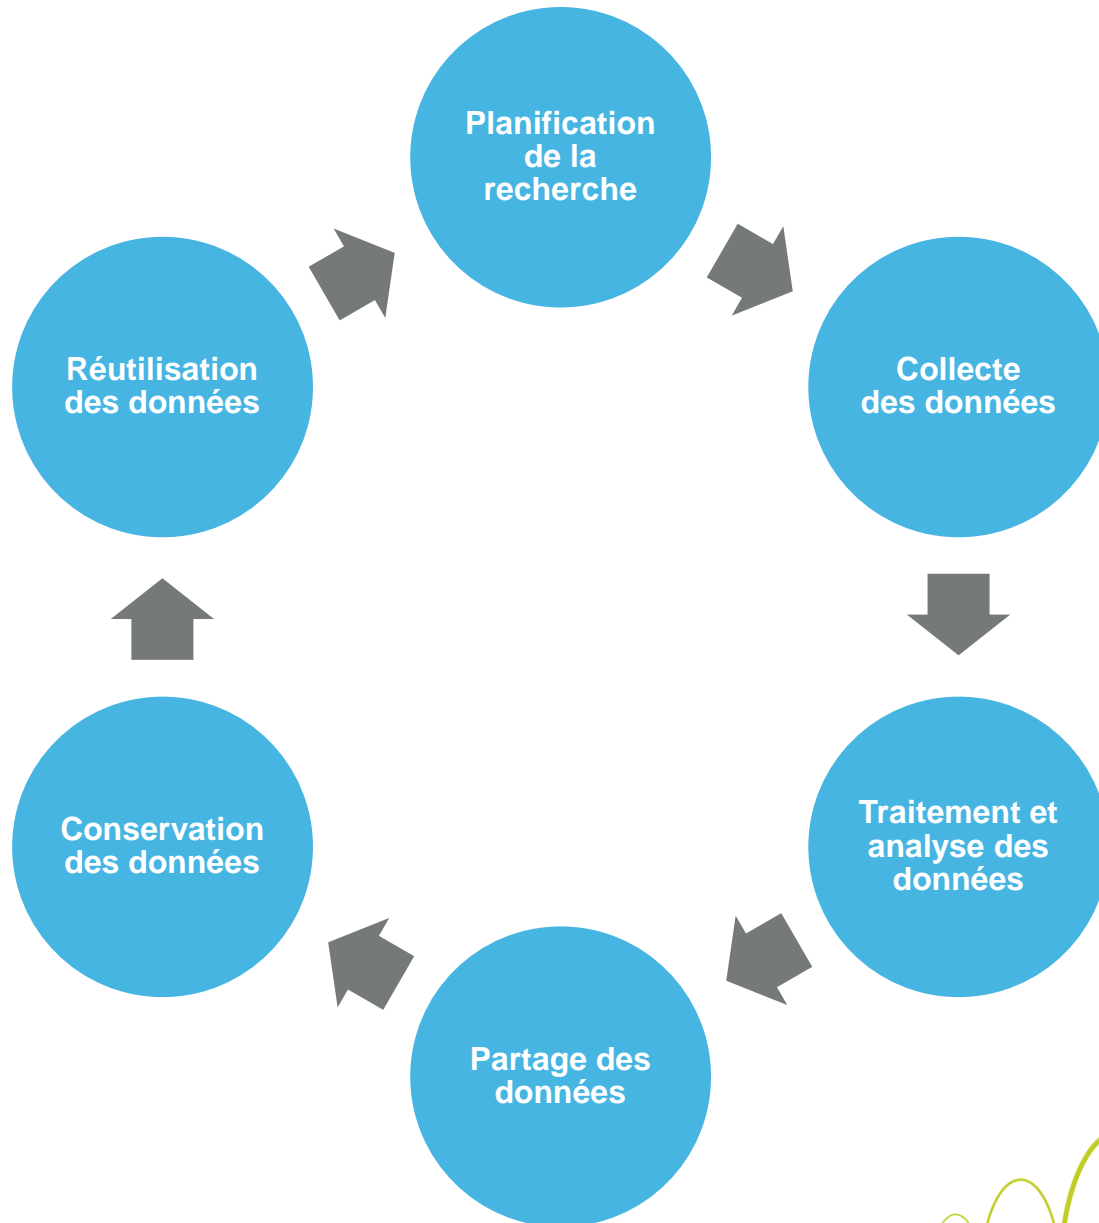 Planification
de la
recherche
Collecte
des données
Traitement et
analyse des
données
Partage des
données
Conservation
des données
Réutilisation
des données